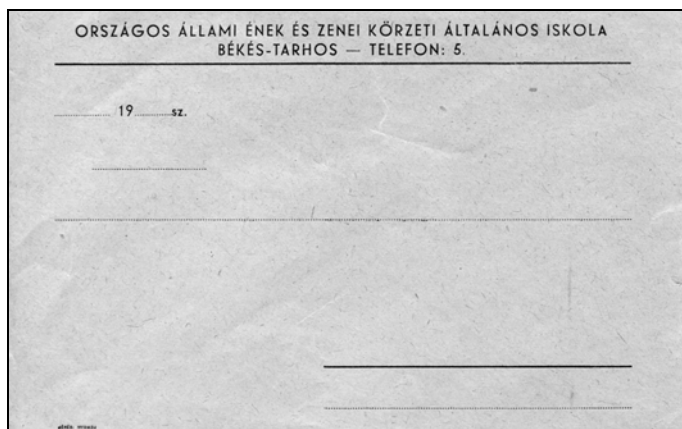 ORSZÁGOS ÁLLAMI ÉNEK ÉS ZENEI KÖRZETI ÁLTALÁNOS ISKOLA
BÉKÉS-TARHOS — TELEFON: 5.
19 sz.